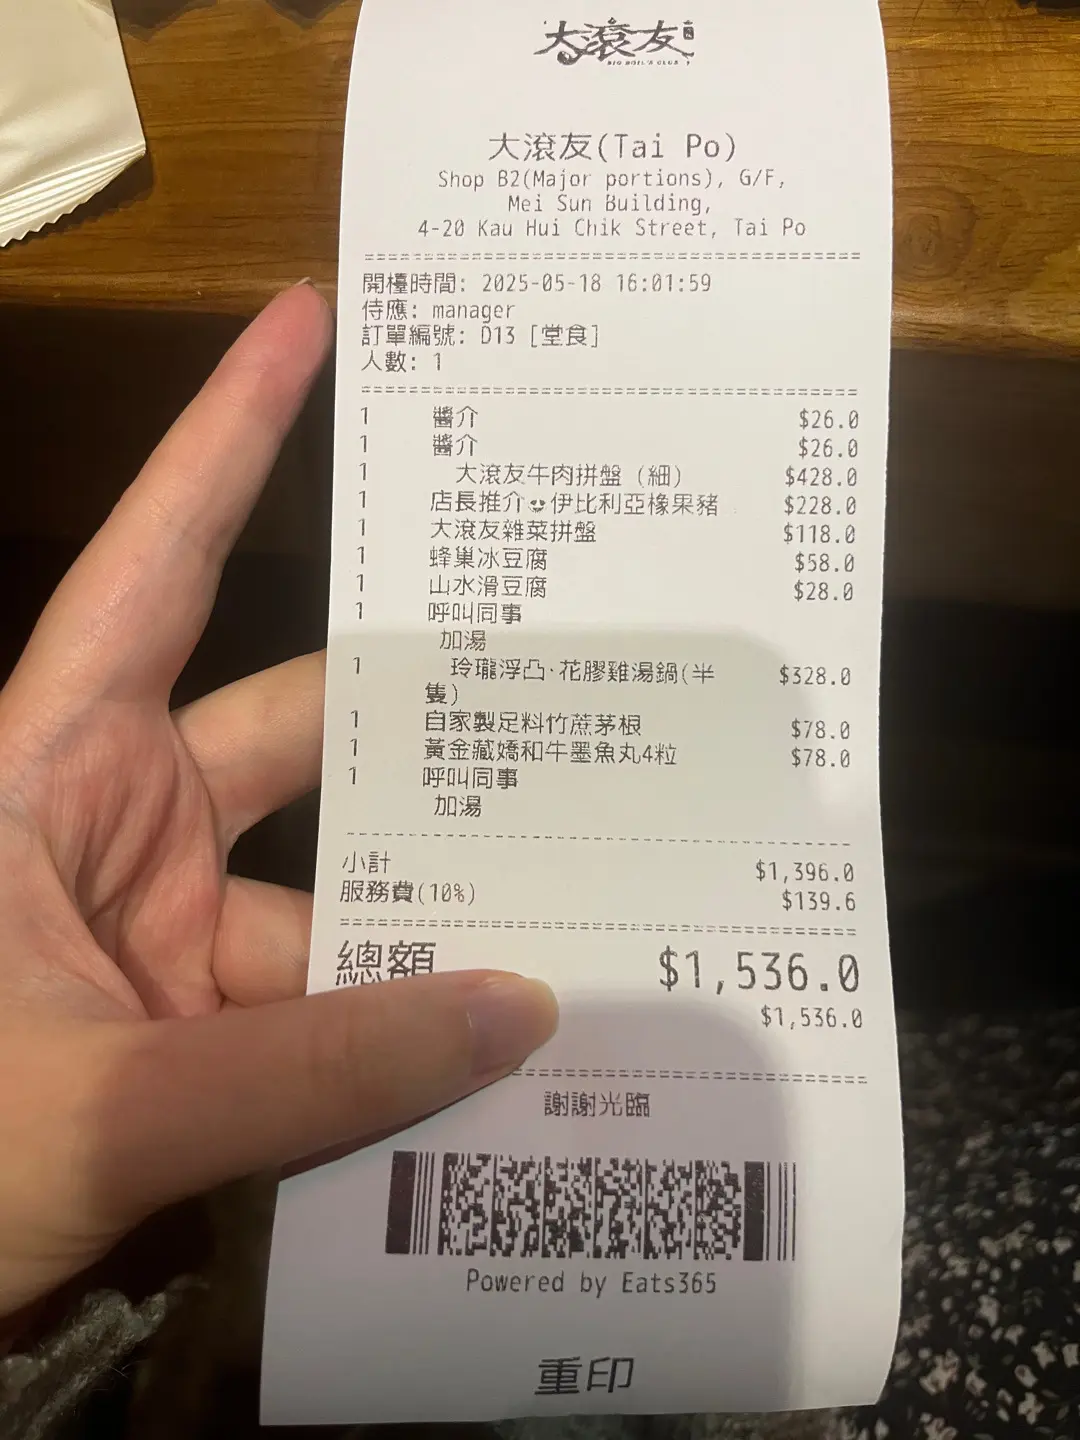 大滾友
BIG BOIL'S CLUB
大滾友(Tai Po)
Shop B2(Major portions), G/F,
Mei Sun Building,
4-20 Kau Hui Chik Street, Tai Po
開檯時間: 2025-05-18 16:01:59
侍應: manager
訂單編號: D13 [堂食]
人數: 1
1 醬介 $26.0
1 醬介 $26.0
1 大滾友牛肉拼盤 (細) $428.0
1 店長推介 伊比利亞橡果豬 $228.0
1 大滾友雜菜拼盤 $118.0
1 蜂巢冰豆腐 $58.0
1 山水滑豆腐 $28.0
1 呼叫同事
加湯
1 玲瓏浮凸·花膠雞湯鍋(半 $328.0
隻)
1 自家製足料竹蔗茅根 $78.0
1 黃金藏嬌和牛墨魚丸4粒 $78.0
1 呼叫同事
加湯
小計 $1,396.0
服務費(10%) $139.6
總額 $1,536.0
$1,536.0
謝謝光臨
Powered by Eats365
重印